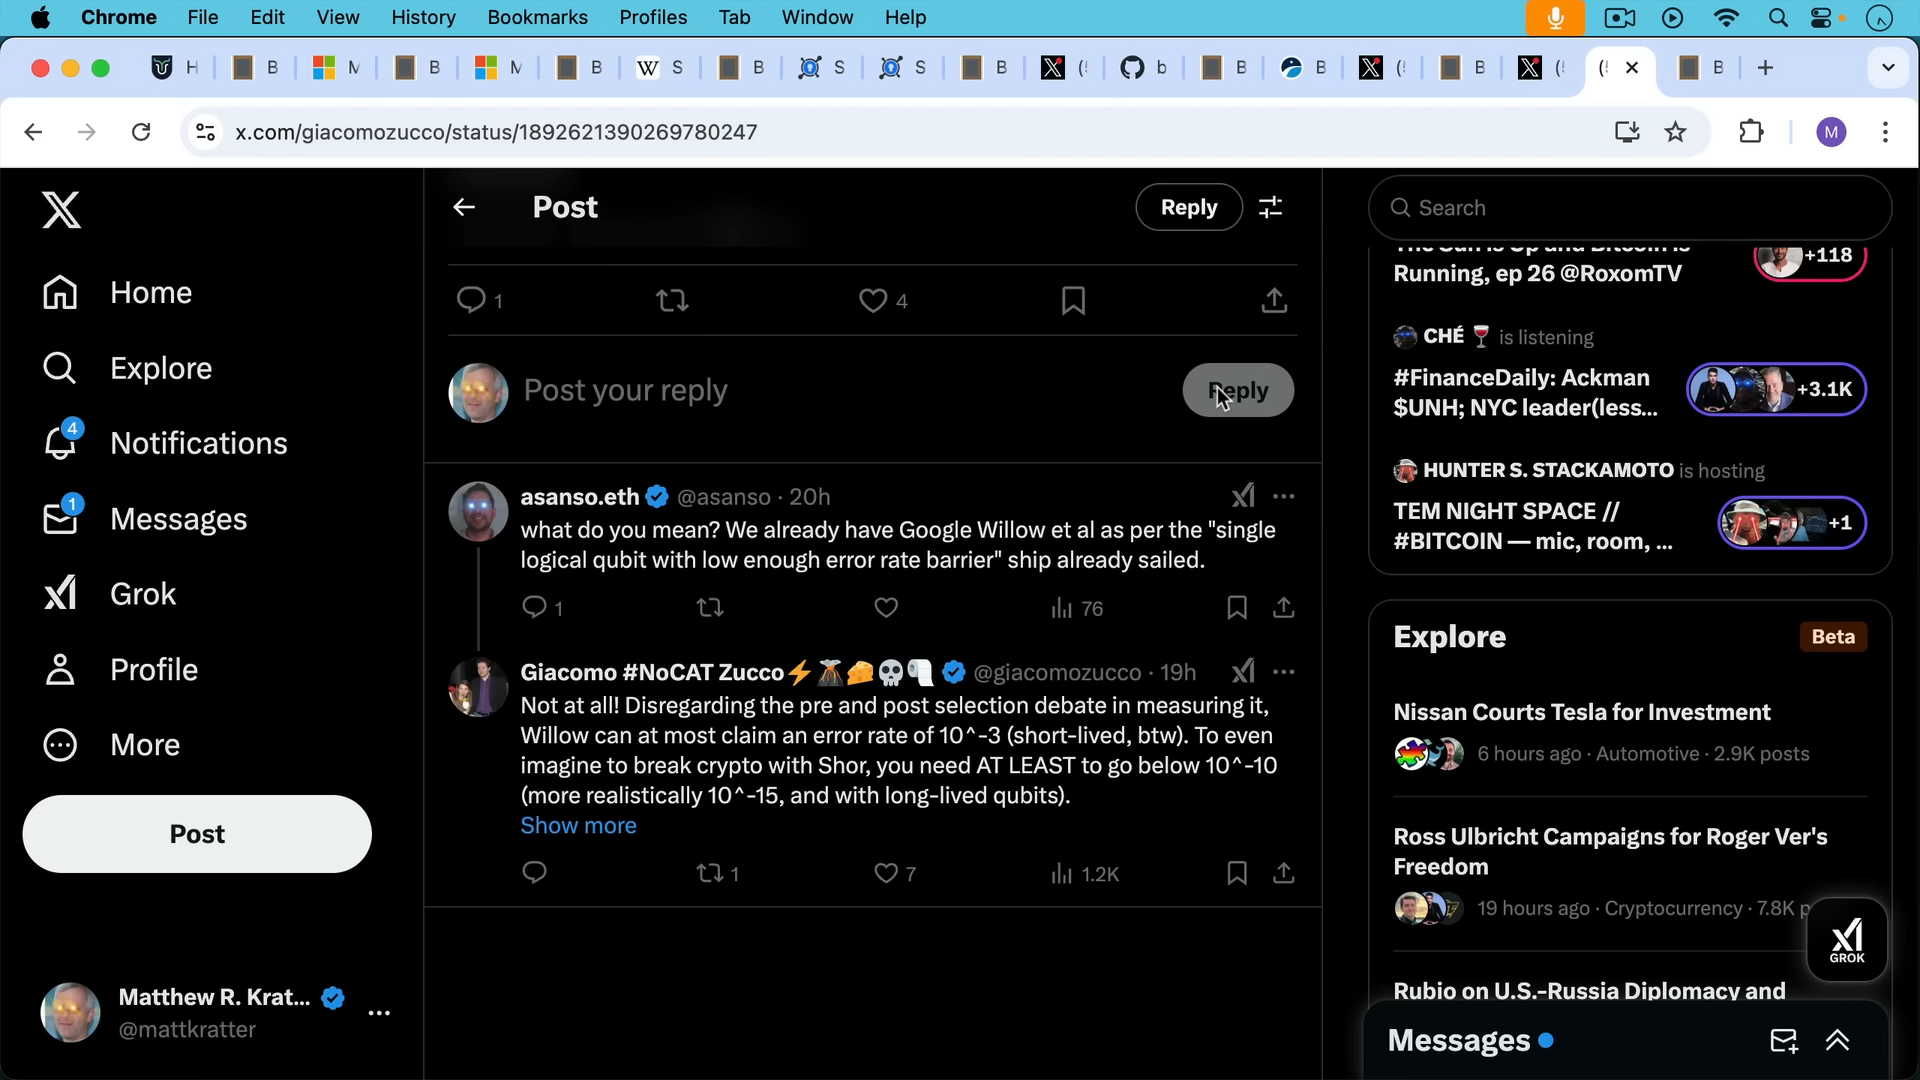 Chrome File Edit View History Bookmarks Profiles Tab Window Help
H B M B M B W S B S S B ( b B B ( B ( ( B
x.com/giacomozucco/status/1892621390269780247
M
Home
Explore
4
Notifications
1
Messages
Grok
Profile
More
Post
Matthew R. Krat...
@mattkratter
Post
Reply
1
4
Post your reply
Reply
asanso.eth @asanso · 20h
what do you mean? We already have Google Willow et al as per the "single
logical qubit with low enough error rate barrier" ship already sailed.
1 76
Giacomo #NoCAT Zucco⚡🌋🧀💀🧻 @giacomozucco · 19h
Not at all! Disregarding the pre and post selection debate in measuring it,
Willow can at most claim an error rate of 10^-3 (short-lived, btw). To even
imagine to break crypto with Shor, you need AT LEAST to go below 10^-10
(more realistically 10^-15, and with long-lived qubits).
Show more
1 7 1.2K
Search
The Sun is Up and Bitcoin is
Running, ep 26 @RoxomTV
+118
CHÉ 🍷 is listening
#FinanceDaily: Ackman
$UNH; NYC leader(less...
+3.1K
HUNTER S. STACKAMOTO is hosting
TEM NIGHT SPACE //
#BITCOIN — mic, room, ...
+1
Explore
Beta
Nissan Courts Tesla for Investment
6 hours ago · Automotive · 2.9K posts
Ross Ulbricht Campaigns for Roger Ver's
Freedom
19 hours ago · Cryptocurrency · 7.8K p
GROK
Rubio on U.S.-Russia Diplomacy and
Messages